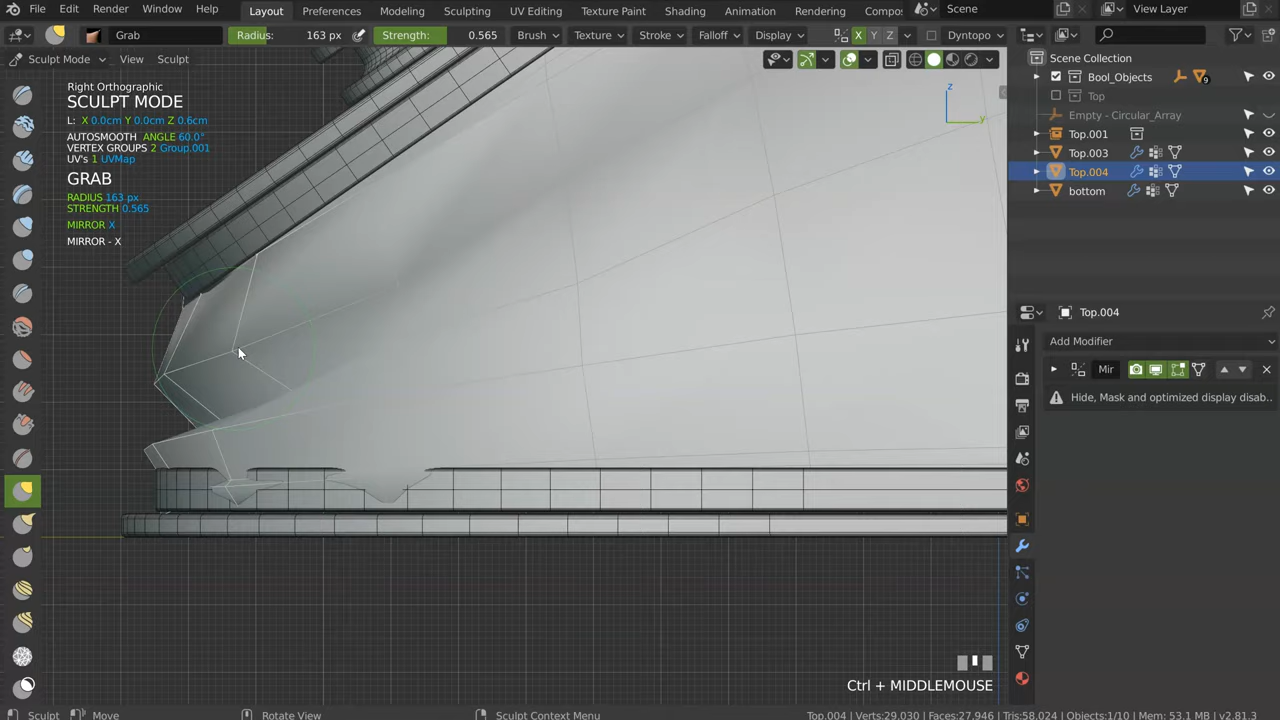 File Edit Render Window Help Layout Preferences Modeling Sculpting UV Editing Texture Paint Shading Animation Rendering Compo: Scene View Layer
Grab Radius: 163 px Strength: 0.565 Brush Texture Stroke Falloff Display X Y Z Dyntopo
Sculpt Mode View Sculpt
Scene Collection
Bool_Objects 9
Top
Empty - Circular_Array
Top.001
Top.003
Top.004
bottom
Right Orthographic
SCULPT MODE
L: X 0.0cm Y 0.0cm Z 0.6cm
AUTOSMOOTH ANGLE 60.0°
VERTEX GROUPS 2 Group.001
UV's 1 UVMap
GRAB
RADIUS 163 px
STRENGTH 0.565
MIRROR X
MIRROR - X
z
y
Top.004
Add Modifier
Mir
Hide, Mask and optimized display disab..
Ctrl + MIDDLEMOUSE
Sculpt Move Rotate View Sculpt Context Menu Top.004 | Verts:29,030 | Faces:27,946 | Tris:58,024 | Objects:1/10 | Mem: 53.1 MB | v2.81.3